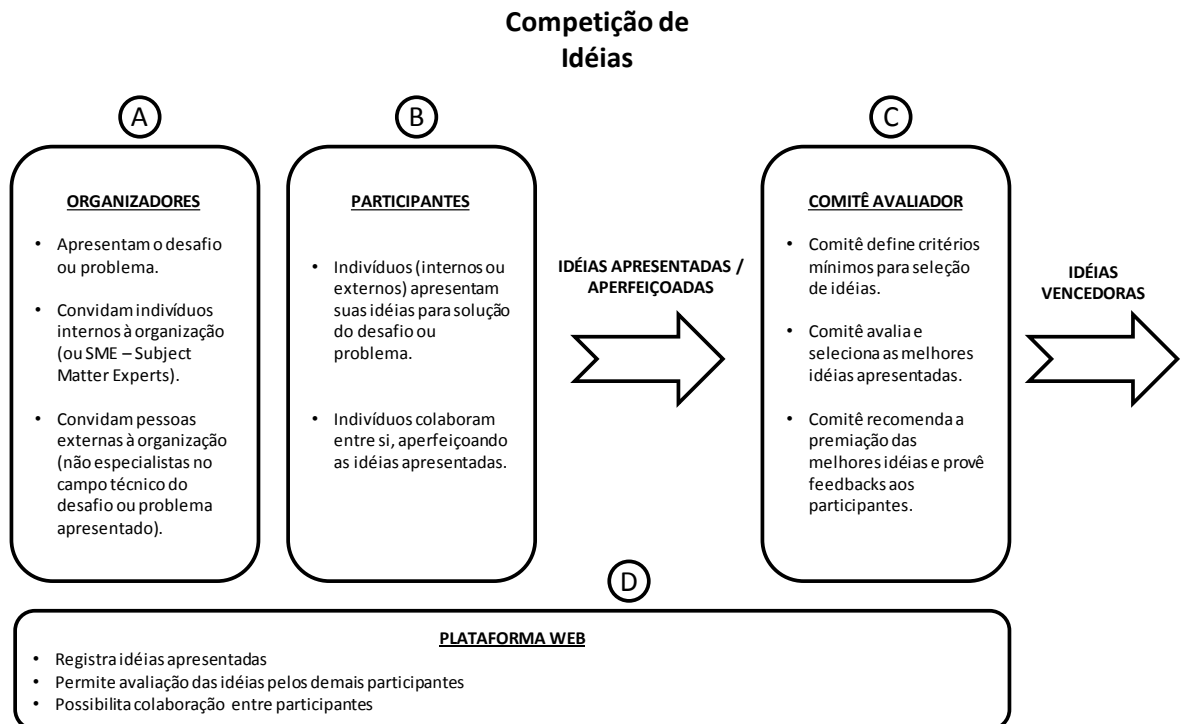 Competição de
Idéias
A
ORGANIZADORES
• Apresentam o desafio
ou problema.
• Convidam indivíduos
internos à organização
(ou SME – Subject
Matter Experts).
• Convidam pessoas
externas à organização
(não especialistas no
campo técnico do
desafio ou problema
apresentado).
B
PARTICIPANTES
• Indivíduos (internos ou
externos) apresentam
suas idéias para solução
do desafio ou
problema.
• Indivíduos colaboram
entre si, aperfeiçoando
as idéias apresentadas.
IDÉIAS APRESENTADAS /
APERFEIÇOADAS
C
COMITÊ AVALIADOR
• Comitê define critérios
mínimos para seleção
de idéias.
• Comitê avalia e
seleciona as melhores
idéias apresentadas.
• Comitê recomenda a
premiação das
melhores idéias e provê
feedbacks aos
participantes.
IDÉIAS
VENCEDORAS
D
PLATAFORMA WEB
• Registra idéias apresentadas
• Permite avaliação das idéias pelos demais participantes
• Possibilita colaboração entre participantes